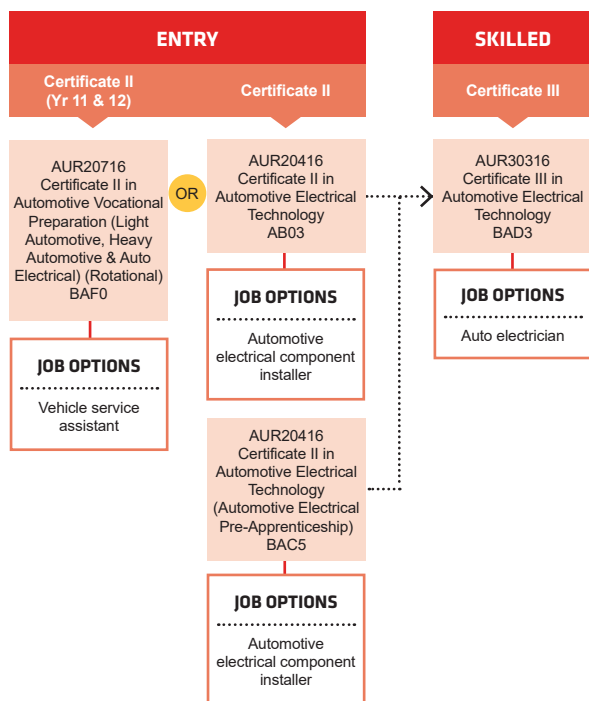 ENTRY
SKILLED
Certificate II
(Yr 11 & 12)
Certificate II
Certificate III
AUR20716
Certificate II in
Automotive Vocational
Preparation (Light
Automotive, Heavy
Automotive & Auto
Electrical) (Rotational)
BAF0
OR
AUR20416
Certificate II in
Automotive Electrical
Technology
AB03
AUR30316
Certificate III in
Automotive Electrical
Technology
BAD3
JOB OPTIONS
Vehicle service
assistant
JOB OPTIONS
Automotive
electrical component
installer
JOB OPTIONS
Auto electrician
AUR20416
Certificate II in
Automotive Electrical
Technology
(Automotive Electrical
Pre-Apprenticeship)
BAC5
JOB OPTIONS
Automotive
electrical component
installer